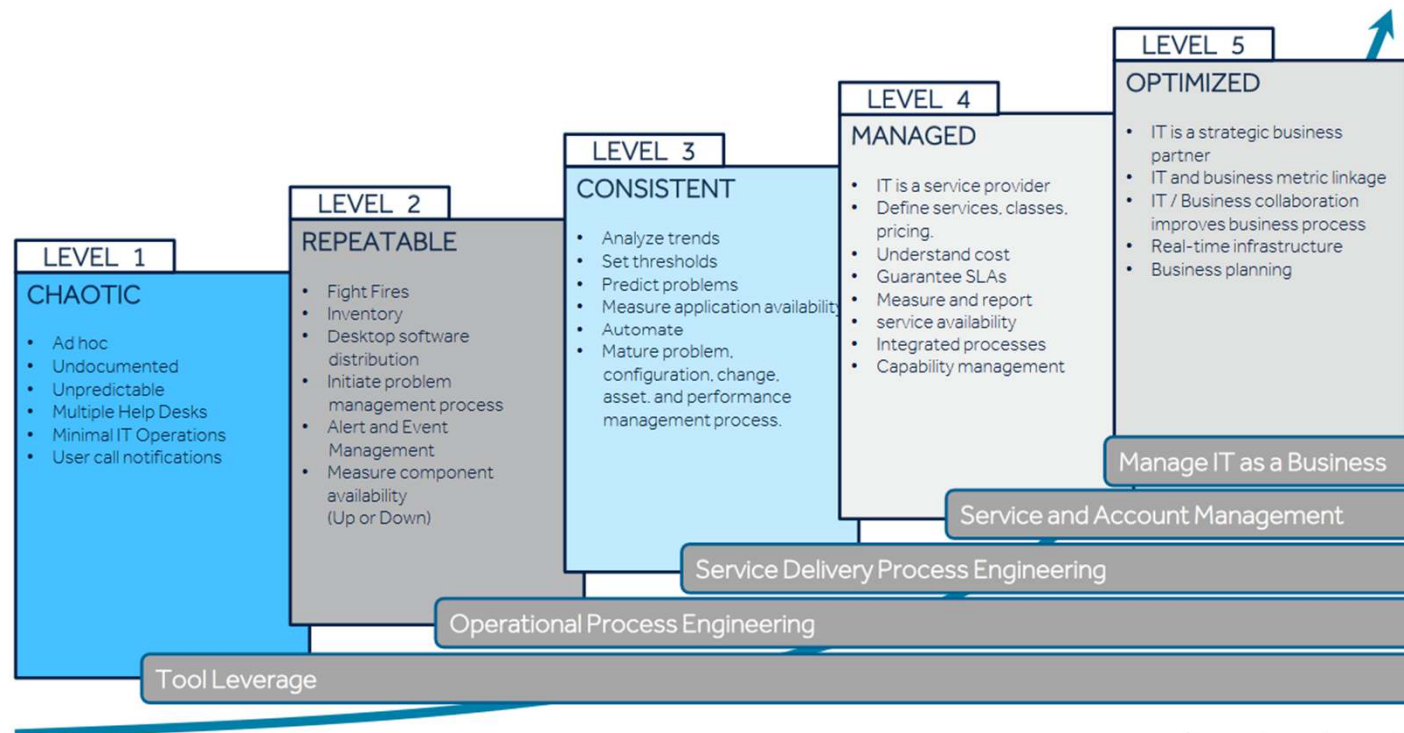 LEVEL 1
CHAOTIC
• Ad hoc
• Undocumented
• Unpredictable
• Multiple Help Desks
• Minimal IT Operations
• User call notifications
LEVEL 2
REPEATABLE
• Fight Fires
• Inventory
• Desktop software
distribution
• Initiate problem
management process
• Alert and Event
Management
• Measure component
availability
(Up or Down)
LEVEL 3
CONSISTENT
• Analyze trends
• Set thresholds
• Predict problems
• Measure application availability
• Automate
• Mature problem,
configuration, change,
asset. and performance
management process.
LEVEL 4
MANAGED
• IT is a service provider
• Define services, classes,
pricing.
• Understand cost
• Guarantee SLAs
• Measure and report
• service availability
• Integrated processes
• Capability management
LEVEL 5
OPTIMIZED
• IT is a strategic business
partner
• IT and business metric linkage
• IT / Business collaboration
improves business process
• Real-time infrastructure
• Business planning
Manage IT as a Business
Service and Account Management
Service Delivery Process Engineering
Operational Process Engineering
Tool Leverage